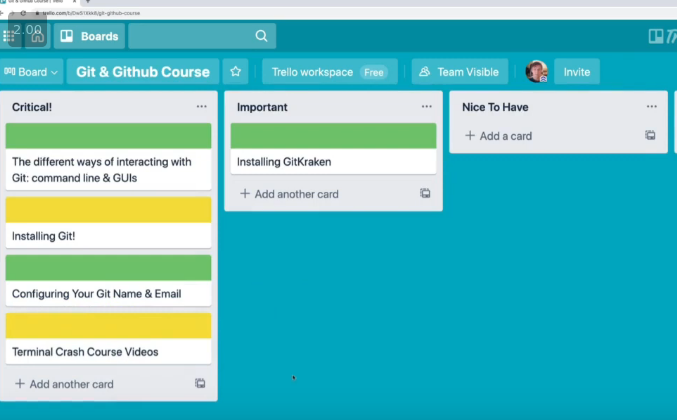 2.00
Boards
Board
Git & Github Course
Trello workspace Free
Team Visible
Invite
Critical!
The different ways of interacting with
Git: command line & GUIs
Installing Git!
Configuring Your Git Name & Email
Terminal Crash Course Videos
+ Add another card
Important
Installing GitKraken
+ Add another card
Nice To Have
+ Add a card